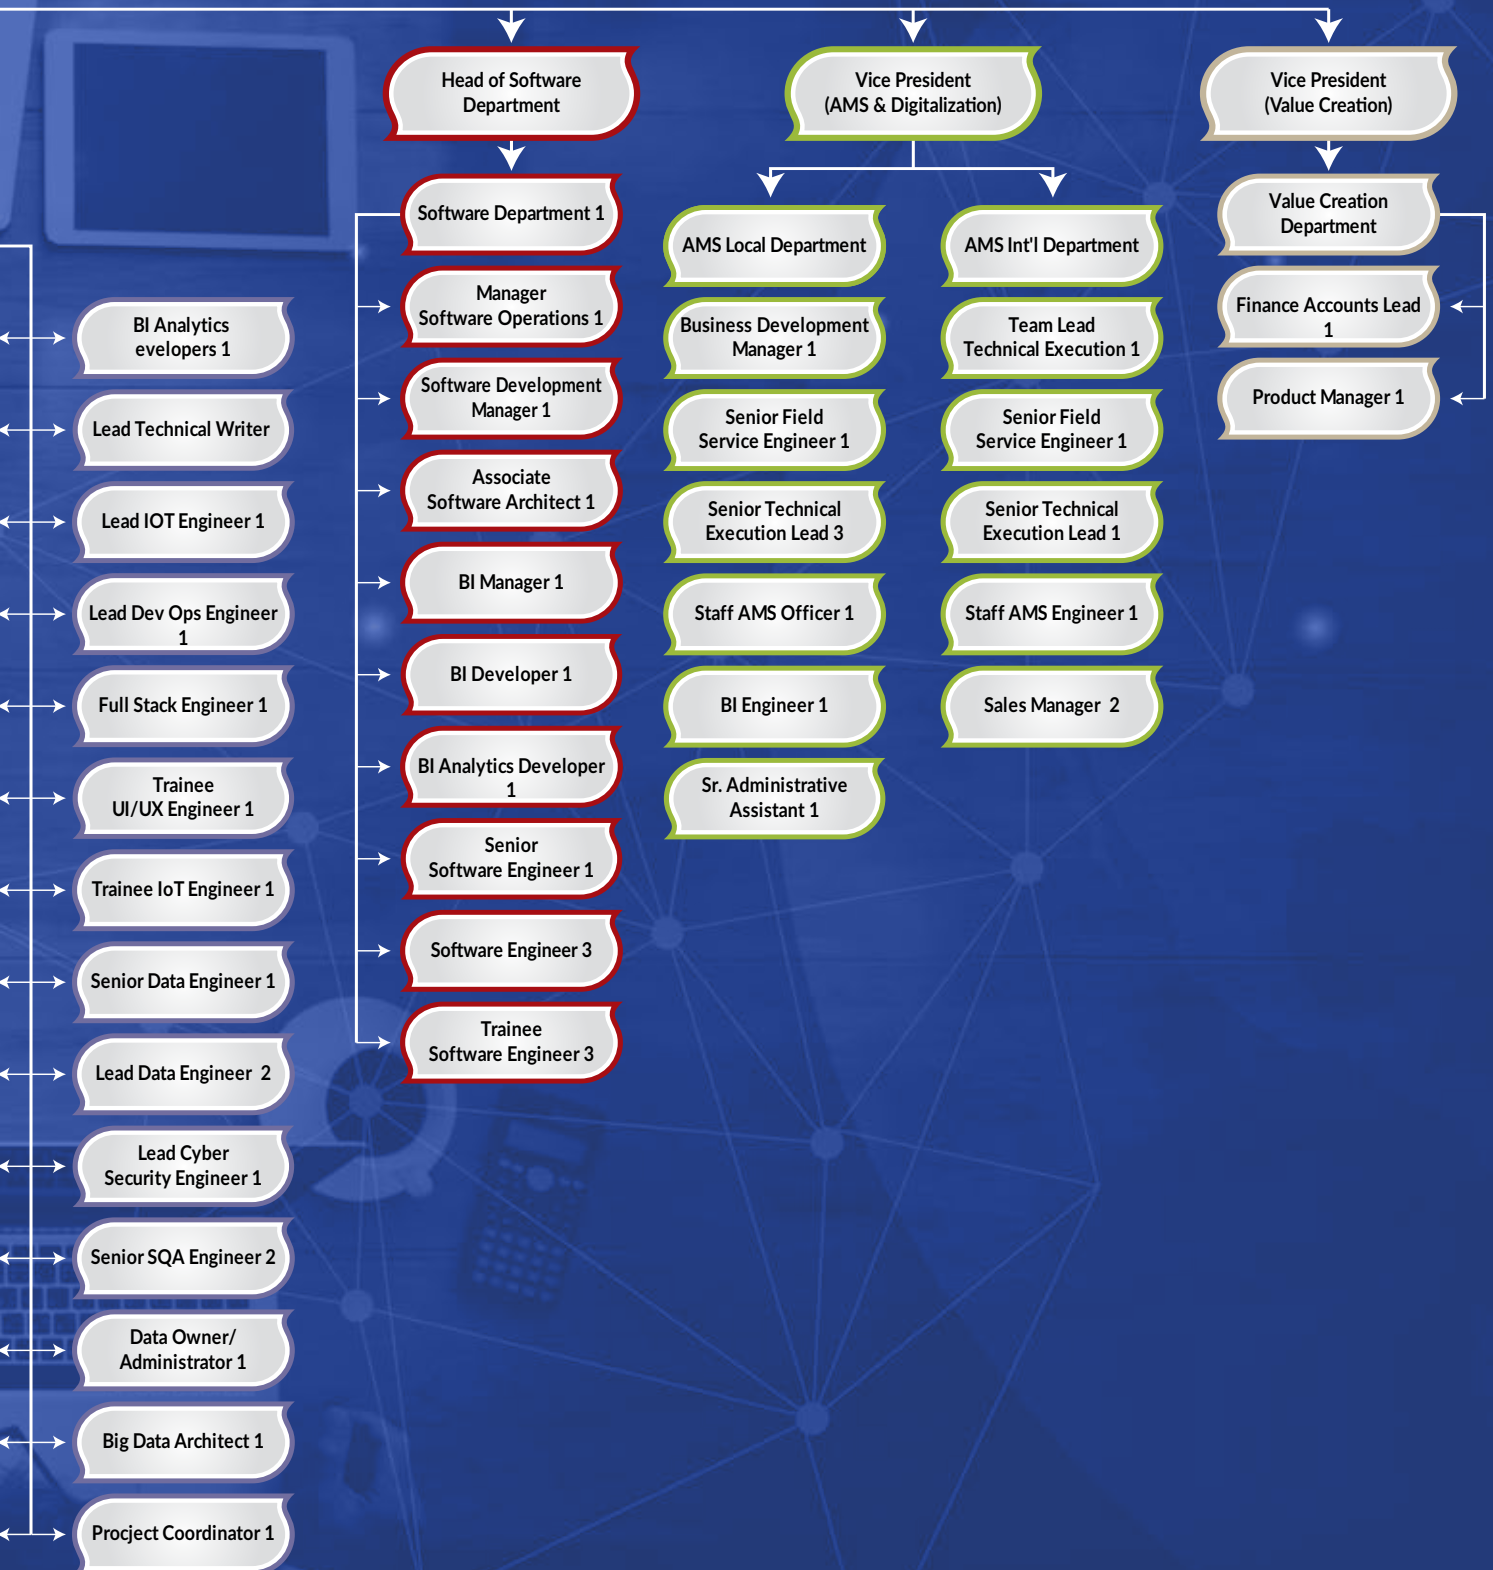 Head of Software
Department
Vice President
(AMS & Digitalization)
Vice President
(Value Creation)
BI Analytics
evelopers 1
Lead Technical Writer
Lead IOT Engineer 1
Lead Dev Ops Engineer
1
Full Stack Engineer 1
Trainee
UI/UX Engineer 1
Trainee IoT Engineer 1
Senior Data Engineer 1
Lead Data Engineer  2
Lead Cyber
Security Engineer 1
Senior SQA Engineer 2
Data Owner/
Administrator 1
Big Data Architect 1
Procject Coordinator 1
Software Department 1
Manager
Software Operations 1
Software Development
Manager 1
Associate
Software Architect 1
BI Manager 1
BI Developer 1
BI Analytics Developer
1
Senior
Software Engineer 1
Software Engineer 3
Trainee
Software Engineer 3
AMS Local Department
Business Development
Manager 1
Senior Field
Service Engineer 1
Senior Technical
Execution Lead 3
Staff AMS Officer 1
BI Engineer 1
Sr. Administrative
Assistant 1
AMS Int'l Department
Team Lead
Technical Execution 1
Senior Field
Service Engineer 1
Senior Technical
Execution Lead 1
Staff AMS Engineer 1
Sales Manager  2
Value Creation
Department
Finance Accounts Lead
1
Product Manager 1